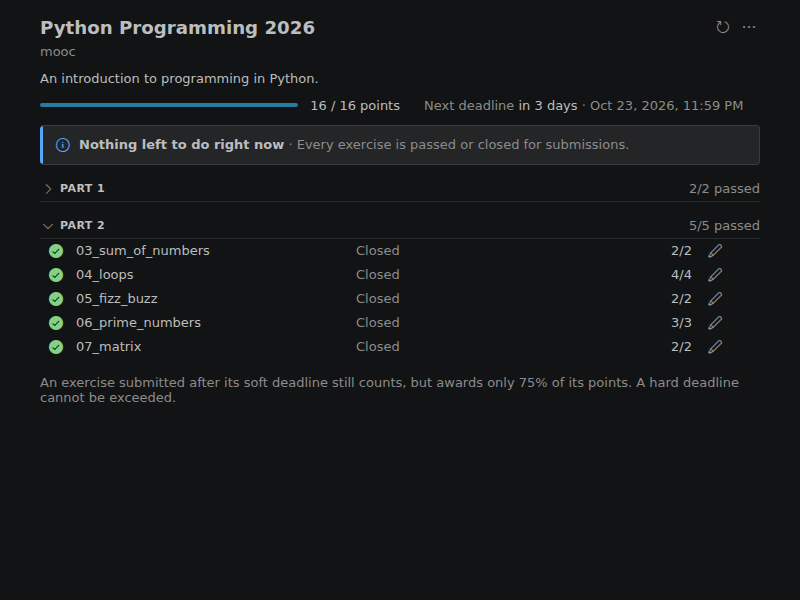 Python Programming 2026
mooc
An introduction to programming in Python.
16 / 16 points Next deadline in 3 days · Oct 23, 2026, 11:59 PM
Nothing left to do right now · Every exercise is passed or closed for submissions.
PART 1 2/2 passed
PART 2 5/5 passed
03_sum_of_numbers Closed 2/2
04_loops Closed 4/4
05_fizz_buzz Closed 2/2
06_prime_numbers Closed 3/3
07_matrix Closed 2/2
An exercise submitted after its soft deadline still counts, but awards only 75% of its points. A hard deadline
cannot be exceeded.